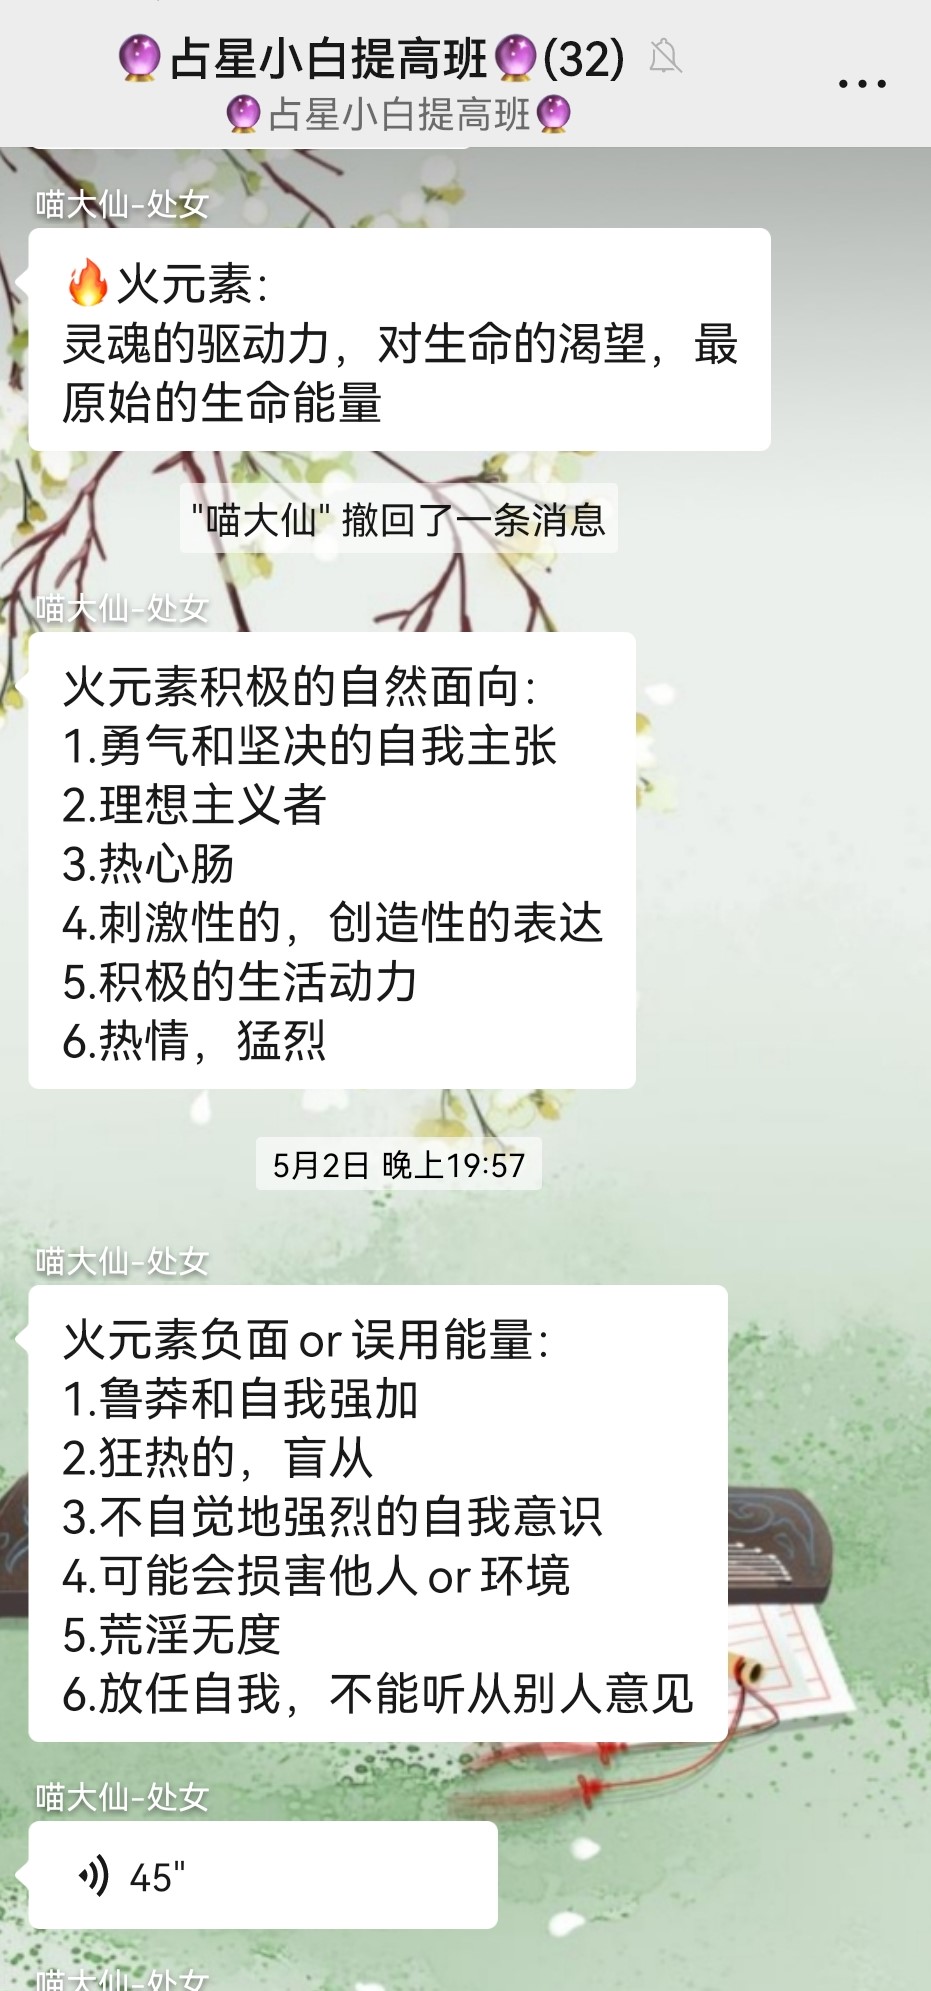 🔮占星小白提高班🔮(32)
🔮占星小白提高班🔮
喵大仙-处女
🔥火元素：
灵魂的驱动力，对生命的渴望，最
原始的生命能量
"喵大仙" 撤回了一条消息
喵大仙-处女
火元素积极的自然面向：
1.勇气和坚决的自我主张
2.理想主义者
3.热心肠
4.刺激性的，创造性的表达
5.积极的生活动力
6.热情，猛烈
5月2日 晚上19:57
喵大仙-处女
火元素负面or误用能量：
1.鲁莽和自我强加
2.狂热的，盲从
3.不自觉地强烈的自我意识
4.可能会损害他人or环境
5.荒淫无度
6.放任自我，不能听从别人意见
喵大仙-处女
45"
喵大仙-处女